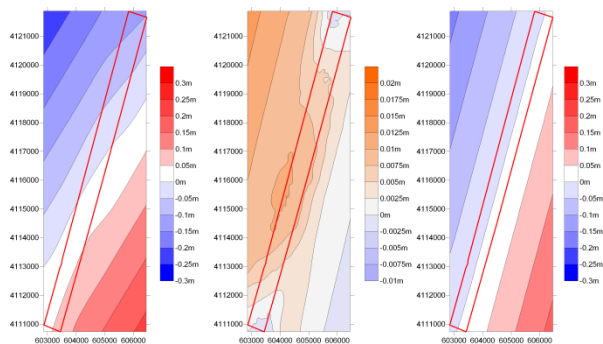 4121000
4120000
4119000
4118000
4117000
4116000
4115000
4114000
4113000
4112000
4111000
603000 604000 605000 606000
0.3m
0.25m
0.2m
0.15m
0.1m
0.05m
0m
-0.05m
-0.1m
-0.15m
-0.2m
-0.25m
-0.3m
4121000
4120000
4119000
4118000
4117000
4116000
4115000
4114000
4113000
4112000
4111000
603000 604000 605000 606000
0.02m
0.0175m
0.015m
0.0125m
0.01m
0.0075m
0.005m
0.0025m
0m
-0.0025m
-0.005m
-0.0075m
-0.01m
4121000
4120000
4119000
4118000
4117000
4116000
4115000
4114000
4113000
4112000
4111000
603000 604000 605000 606000
0.3m
0.25m
0.2m
0.15m
0.1m
0.05m
0m
-0.05m
-0.1m
-0.15m
-0.2m
-0.25m
-0.3m